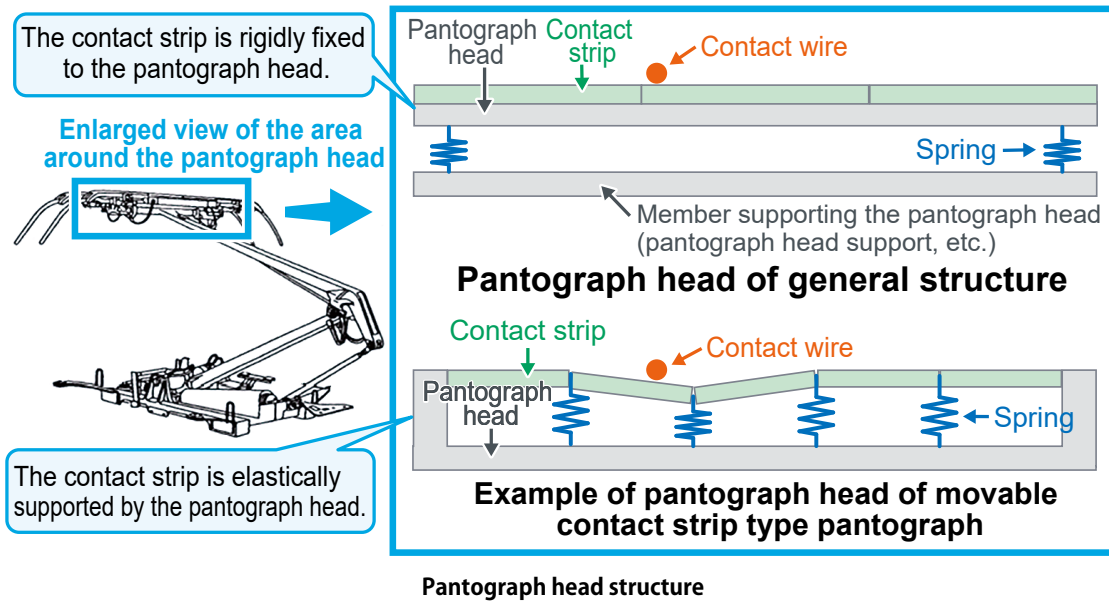 The contact strip is rigidly fixed
to the pantograph head.
Enlarged view of the area
around the pantograph head
Pantograph
head
Contact
strip
Contact wire
Spring
Member supporting the pantograph head
(pantograph head support, etc.)
Pantograph head of general structure
Contact strip
Contact wire
Pantograph
head
Spring
The contact strip is elastically
supported by the pantograph head.
Example of pantograph head of movable
contact strip type pantograph
Pantograph head structure